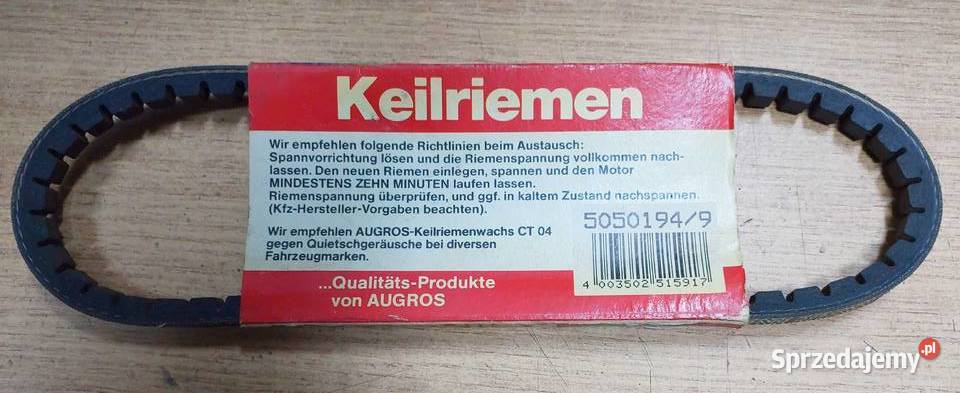 Keilriemen
Wir empfehlen folgende Richtlinien beim Austausch:
Spannvorrichtung lösen und die Riemenspannung vollkommen nach-
lassen. Den neuen Riemen einlegen, spannen und den Motor
MINDESTENS ZEHN MINUTEN laufen lassen.
Riemenspannung überprüfen, und ggf. in kaltem Zustand nachspannen.
(Kfz-Hersteller-Vorgaben beachten).
Wir empfehlen AUGROS-Keilriemenwachs CT 04
gegen Quietschgeräusche bei diversen
Fahrzeugmarken.
5050194/9
4 003502 515917
...Qualitäts-Produkte
von AUGROS
Sprzedajemy.pl